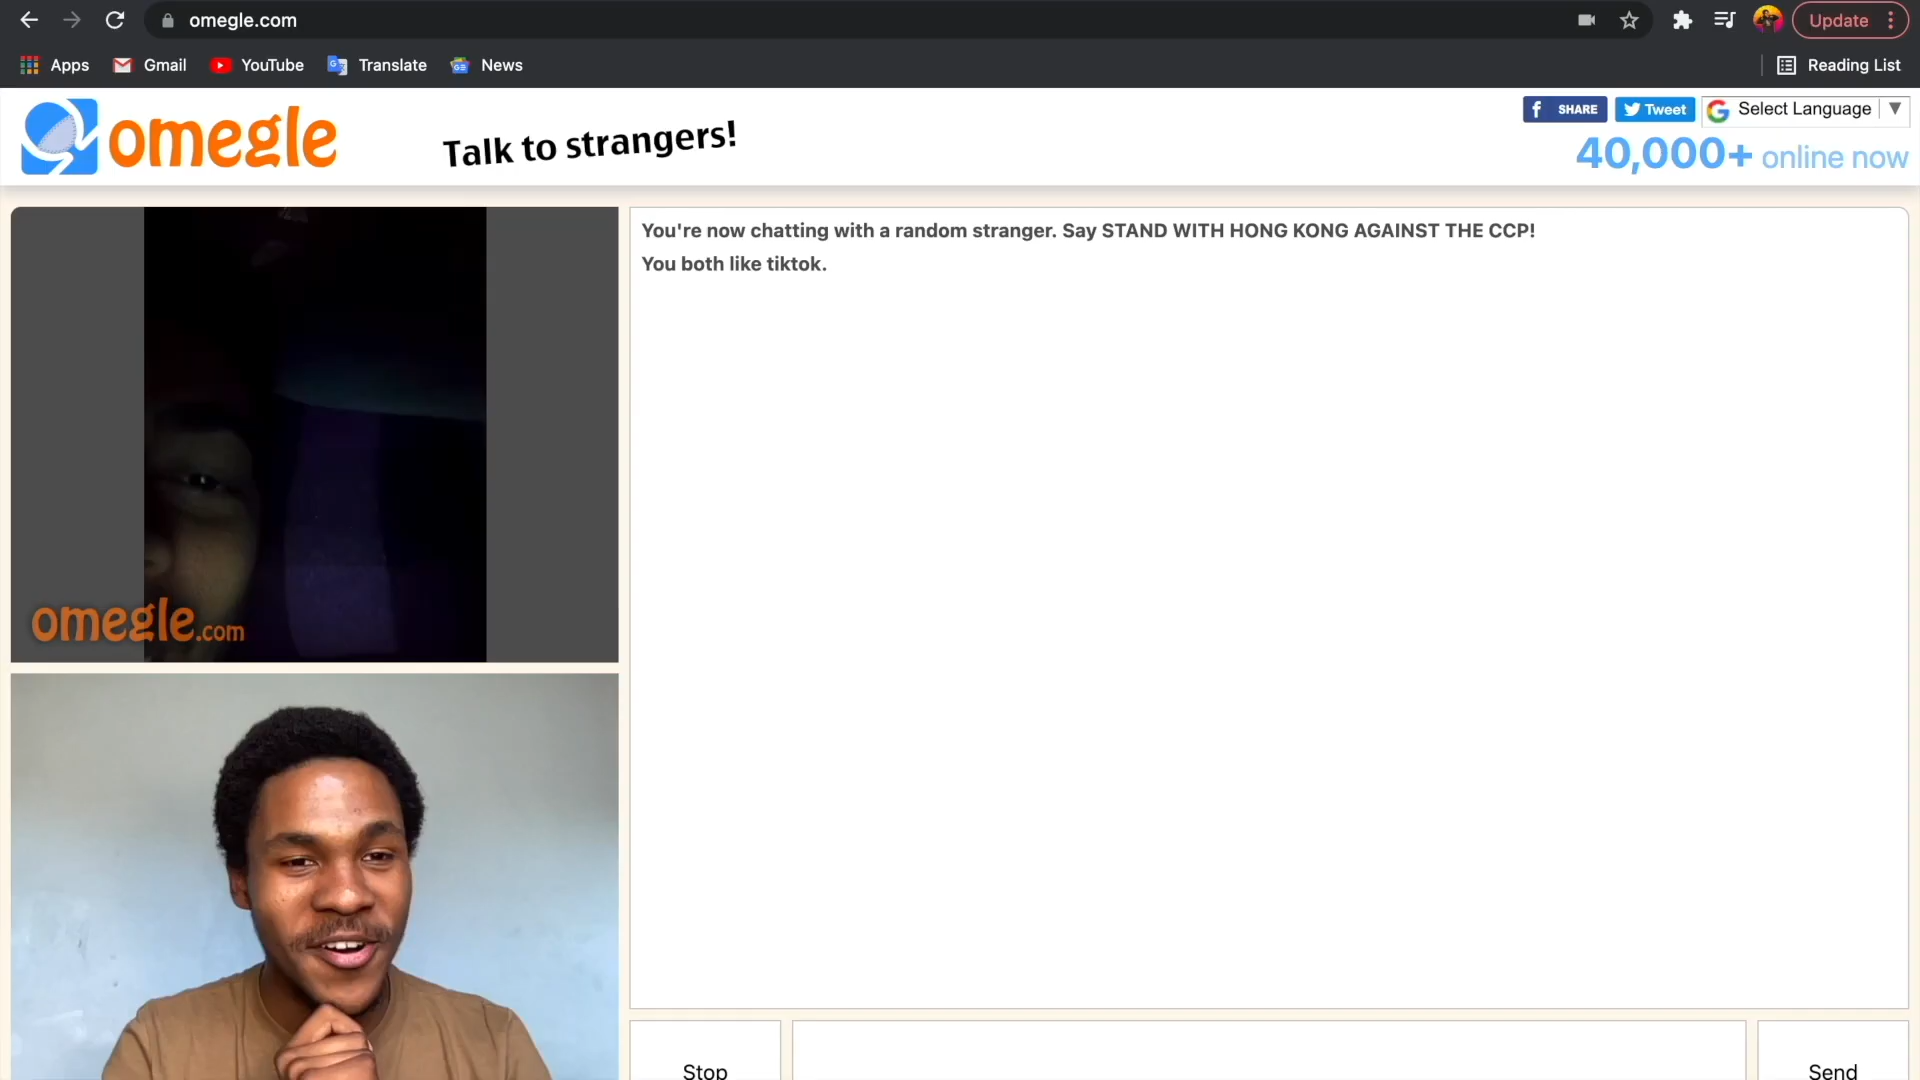 omegle.com
Update
Apps
Gmail
YouTube
Translate
News
Reading List
omegle
Talk to strangers!
SHARE
Tweet
Select Language
40,000+ online now
You're now chatting with a random stranger. Say STAND WITH HONG KONG AGAINST THE CCP!
You both like tiktok.
omegle.com
Stop
Send